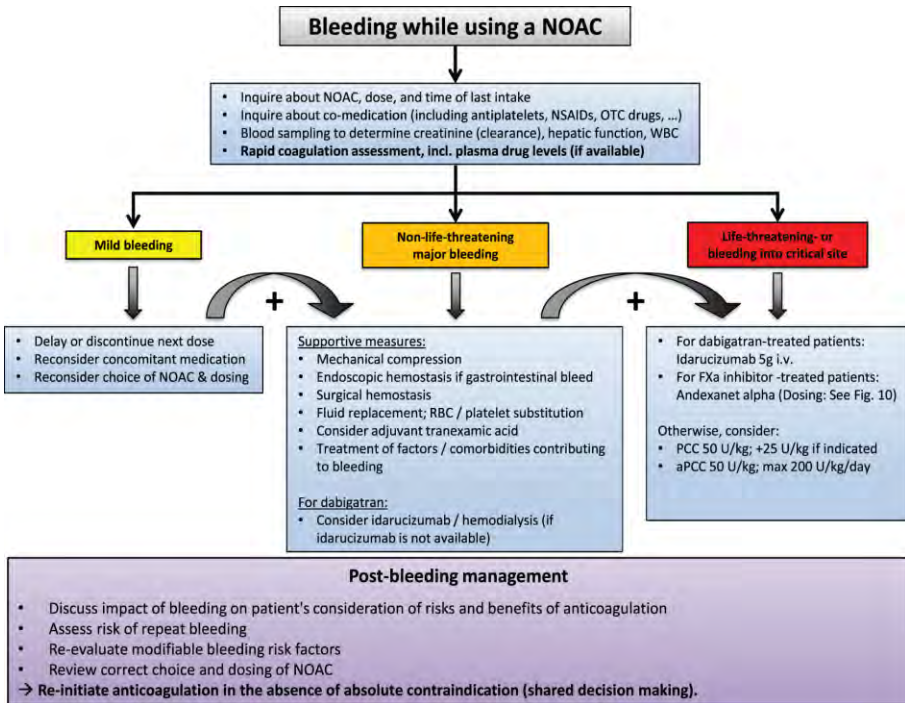 Bleeding while using a NOAC
• Inquire about NOAC, dose, and time of last intake
• Inquire about co-medication (including antiplatelets, NSAIDs, OTC drugs, ...)
• Blood sampling to determine creatinine (clearance), hepatic function, WBC
• Rapid coagulation assessment, incl. plasma drug levels (if available)
Mild bleeding
Non-life-threatening
major bleeding
Life-threatening- or
bleeding into critical site
+
+
• Delay or discontinue next dose
• Reconsider concomitant medication
• Reconsider choice of NOAC & dosing
Supportive measures:
• Mechanical compression
• Endoscopic hemostasis if gastrointestinal bleed
• Surgical hemostasis
• Fluid replacement; RBC / platelet substitution
• Consider adjuvant tranexamic acid
• Treatment of factors / comorbidities contributing
to bleeding
For dabigatran:
• Consider idarucizumab / hemodialysis (if
idarucizumab is not available)
• For dabigatran-treated patients:
Idarucizumab 5g i.v.
• For FXa inhibitor -treated patients:
Andexanet alpha (Dosing: See Fig. 10)
Otherwise, consider:
• PCC 50 U/kg; +25 U/kg if indicated
• aPCC 50 U/kg; max 200 U/kg/day
Post-bleeding management
• Discuss impact of bleeding on patient's consideration of risks and benefits of anticoagulation
• Assess risk of repeat bleeding
• Re-evaluate modifiable bleeding risk factors
• Review correct choice and dosing of NOAC
→ Re-initiate anticoagulation in the absence of absolute contraindication (shared decision making).